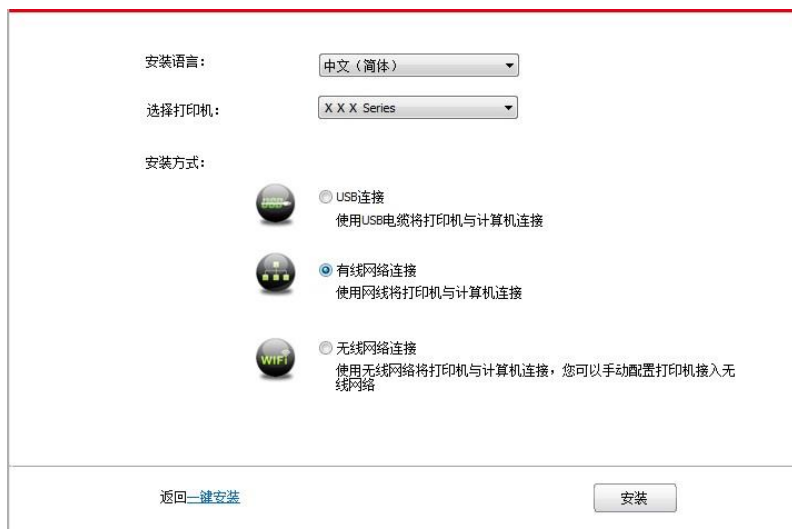 安装语言：
中文（简体）
选择打印机：
X X X Series
安装方式：
USB连接
使用USB电缆将打印机与计算机连接
有线网络连接
使用网线将打印机与计算机连接
WiFi
无线网络连接
使用无线网络将打印机与计算机连接，您可以手动配置打印机接入无
线网络
返回一键安装
安装